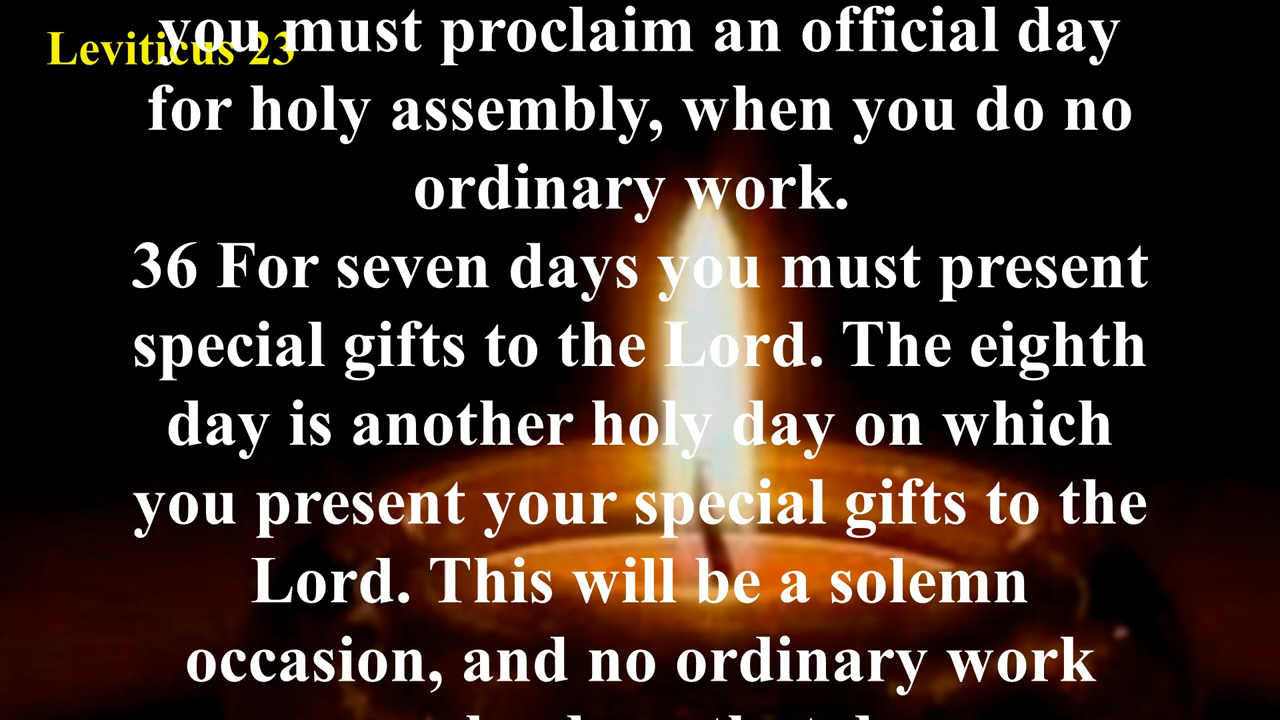 Leviticus 23
you must proclaim an official day
for holy assembly, when you do no
ordinary work.
36 For seven days you must present
special gifts to the Lord. The eighth
day is another holy day on which
you present your special gifts to the
Lord. This will be a solemn
occasion, and no ordinary work